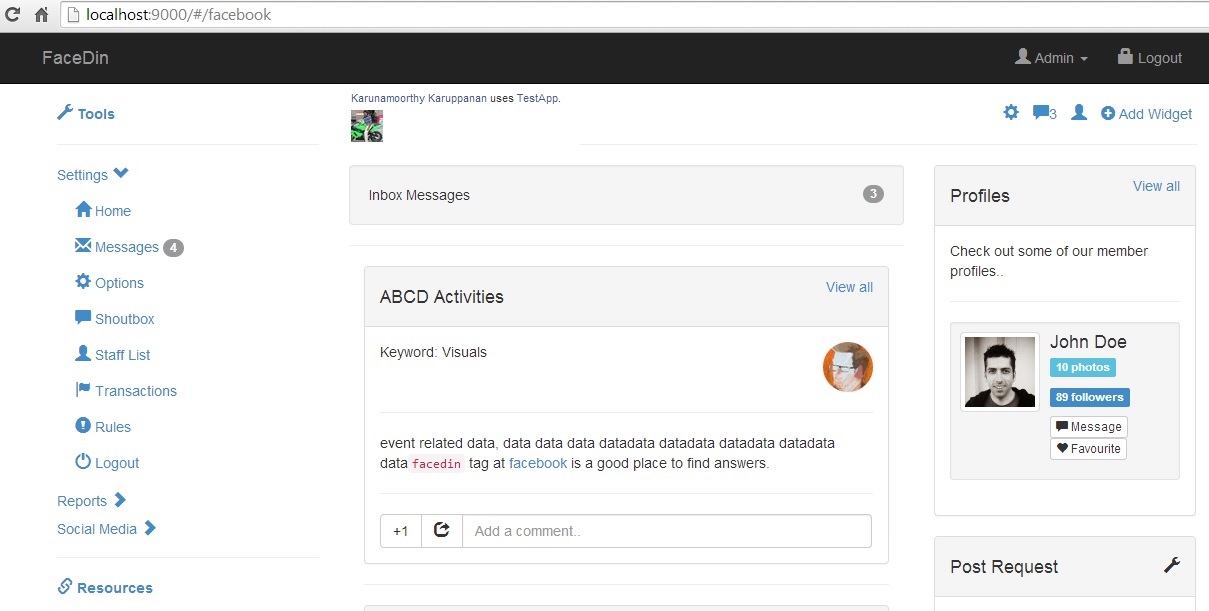 localhost:9000/#/facebook
FaceDin
Admin
Logout
Tools
Karunamoorthy Karuppanan uses TestApp.
3
Add Widget
Settings
Home
Messages 4
Options
Shoutbox
Staff List
Transactions
Rules
Logout
Reports
Social Media
Resources
Inbox Messages 3
ABCD Activities
View all
Keyword: Visuals
event related data, data data data datadata datadata datadata datadata
data facedin tag at facebook is a good place to find answers.
+1
Add a comment..
Profiles
View all
Check out some of our member
profiles..
John Doe
10 photos
89 followers
Message
Favourite
Post Request